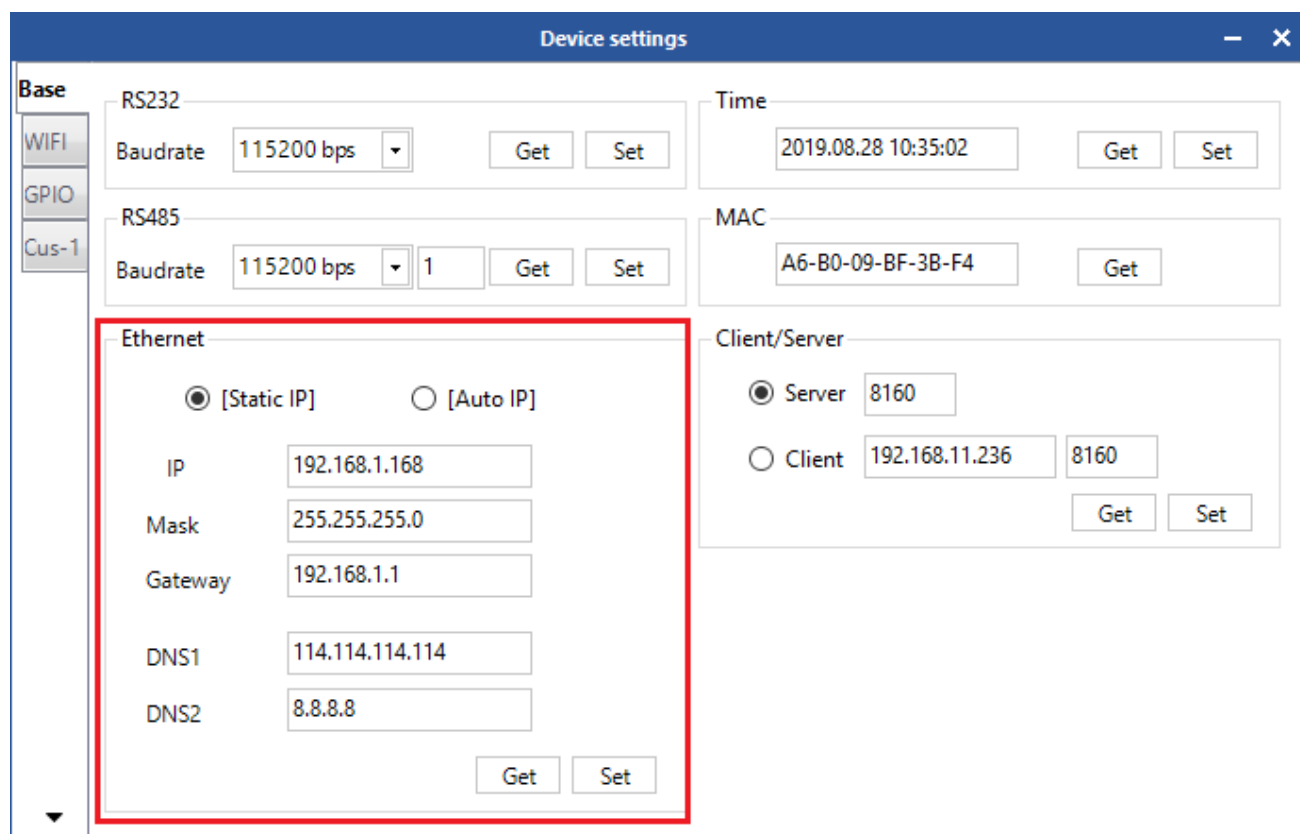 Device settings
Base
WIFI
GPIO
Cus-1
RS232
Baudrate 115200 bps Get Set
RS485
Baudrate 115200 bps 1 Get Set
Ethernet
[Static IP] [Auto IP]
IP 192.168.1.168
Mask 255.255.255.0
Gateway 192.168.1.1
DNS1 114.114.114.114
DNS2 8.8.8.8
Get Set
Time
2019.08.28 10:35:02 Get Set
MAC
A6-B0-09-BF-3B-F4 Get
Client/Server
Server 8160
Client 192.168.11.236 8160
Get Set